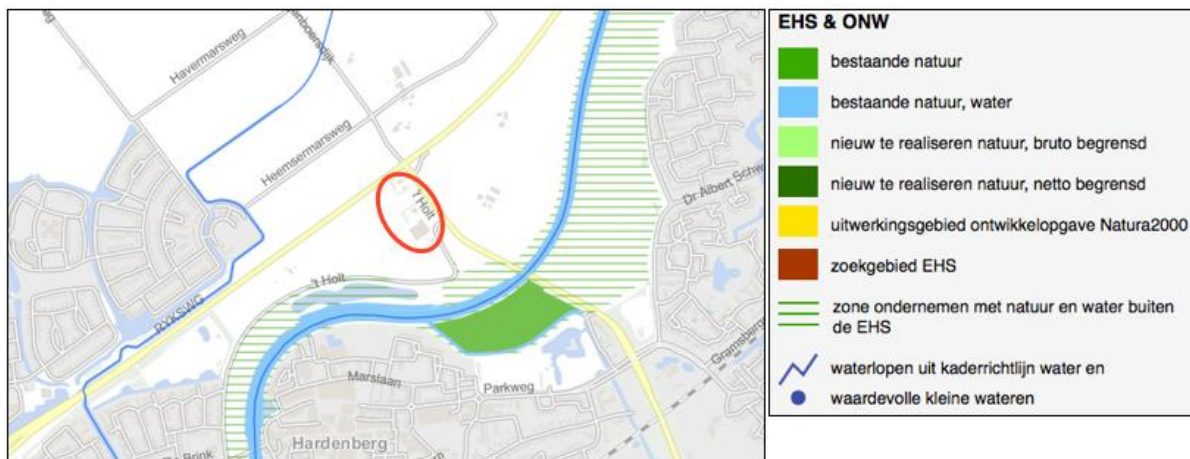 Havermarsweg
Heemsermarsweg
't Holt
't Holt
RYKSWG
Dr Albert Schw
Gramsberg
Marslaan
Parkweg
Hardenberg
Brink
EHS & ONW
bestaande natuur
bestaande natuur, water
nieuw te realiseren natuur, bruto begrensd
nieuw te realiseren natuur, netto begrensd
uitwerkingsgebied ontwikkelopgave Natura2000
zoekgebied EHS
zone ondernemen met natuur en water buiten
de EHS
waterlopen uit kaderrichtlijn water en
waardevolle kleine wateren